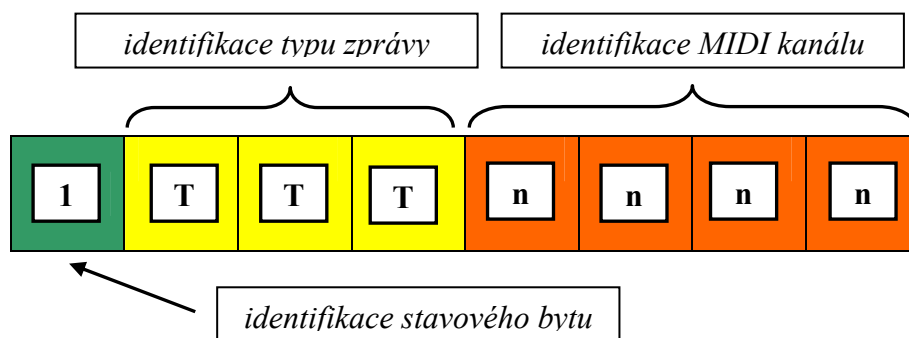 identifikace typu zprávy
identifikace MIDI kanálu
1 T T T n n n n
identifikace stavového bytu